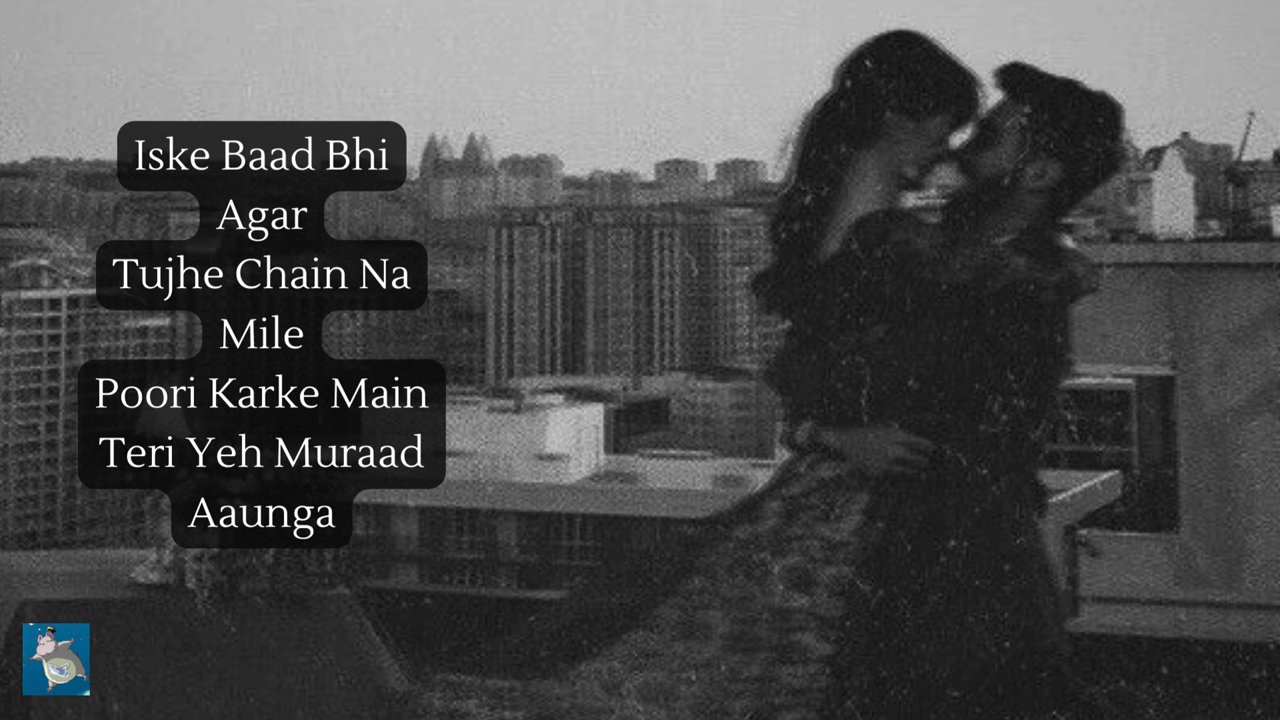 Iske Baad Bhi
Agar
Tujhe Chain Na
Mile
Poori Karke Main
Teri Yeh Muraad
Aaunga